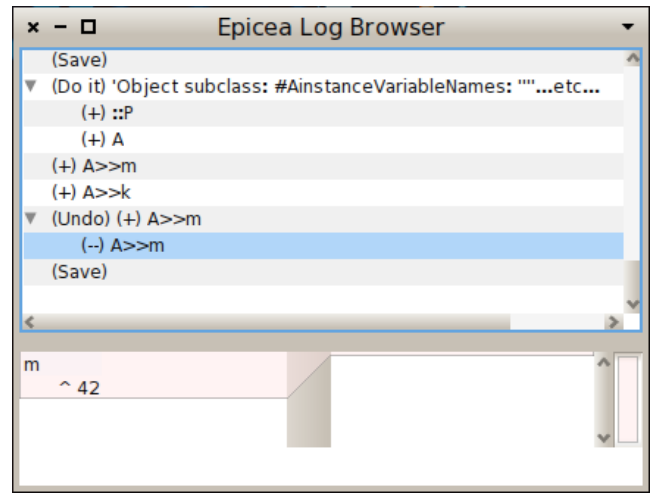 Epicea Log Browser
(Save)
(Do it) 'Object subclass: #AinstanceVariableNames: ""...etc...
(+) ::P
(+) A
(+) A>>m
(+) A>>k
(Undo) (+) A>>m
(--) A>>m
(Save)
m
^ 42